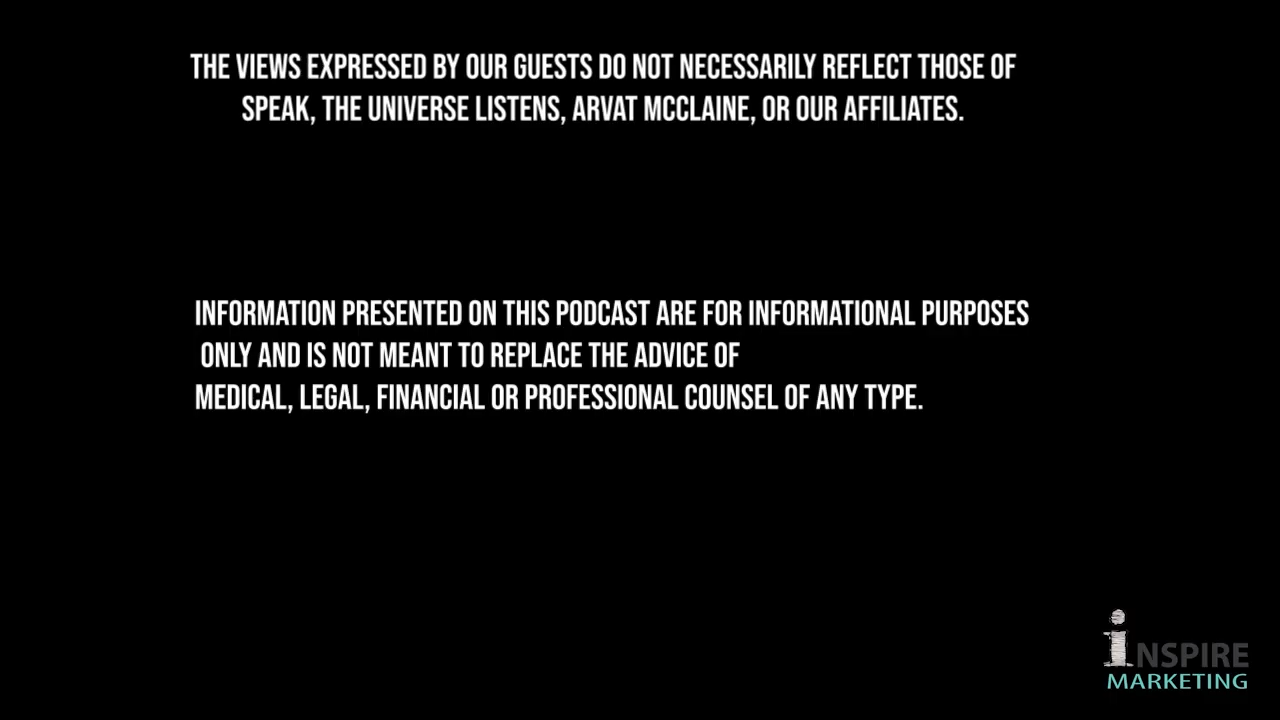 THE VIEWS EXPRESSED BY OUR GUESTS DO NOT NECESSARILY REFLECT THOSE OF
SPEAK, THE UNIVERSE LISTENS, ARVAT MCCLAINE, OR OUR AFFILIATES.
INFORMATION PRESENTED ON THIS PODCAST ARE FOR INFORMATIONAL PURPOSES
ONLY AND IS NOT MEANT TO REPLACE THE ADVICE OF
MEDICAL, LEGAL, FINANCIAL OR PROFESSIONAL COUNSEL OF ANY TYPE.
iNSPIRE
MARKETING